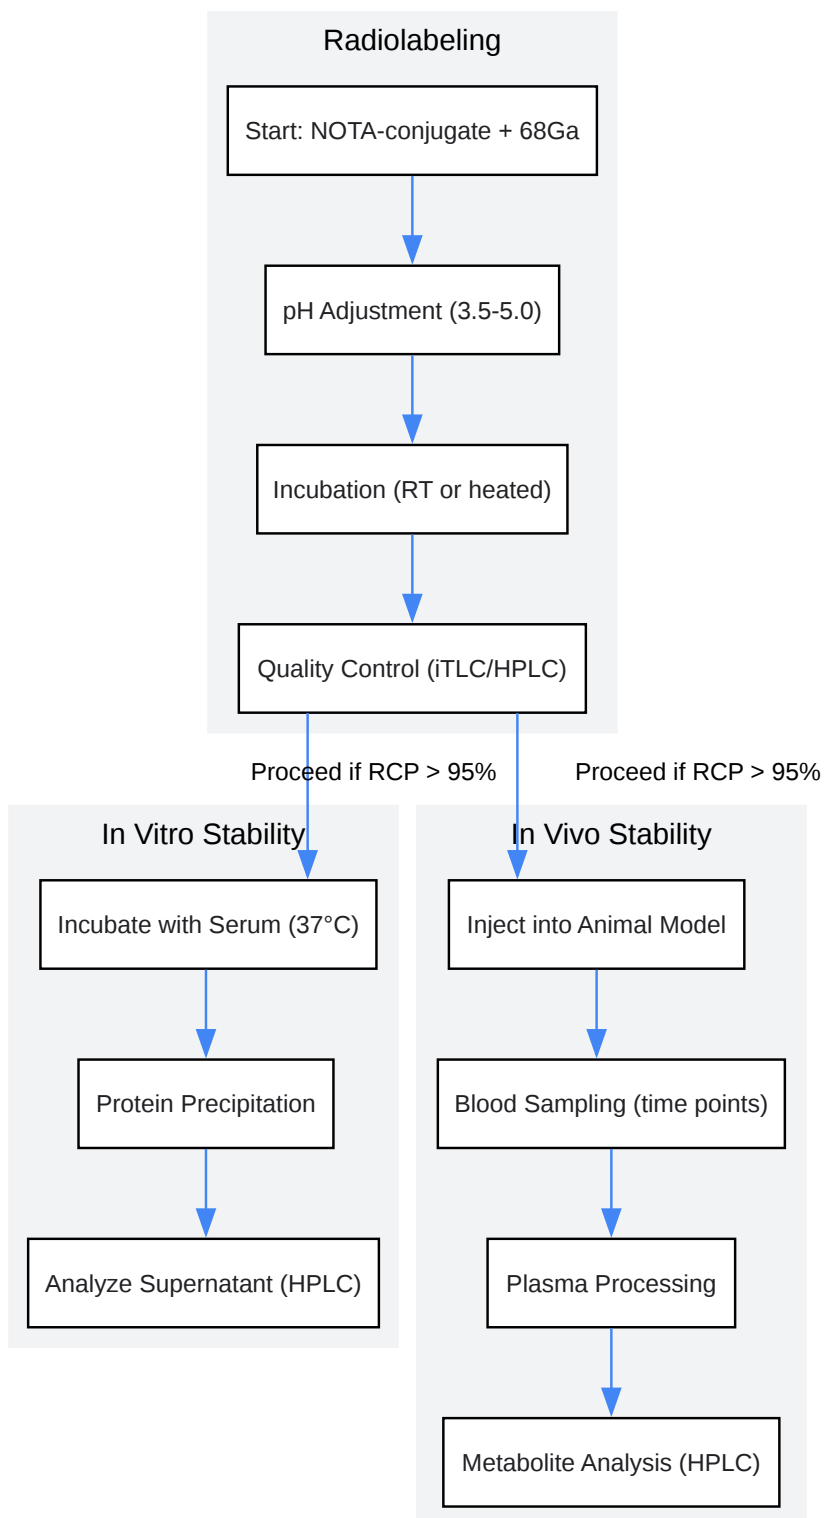 Radiolabeling
Start: NOTA-conjugate + 68Ga
pH Adjustment (3.5-5.0)
Incubation (RT or heated)
Quality Control (iTLC/HPLC)
Proceed if RCP > 95%
Proceed if RCP > 95%
In Vitro Stability
Incubate with Serum (37°C)
Protein Precipitation
Analyze Supernatant (HPLC)
In Vivo Stability
Inject into Animal Model
Blood Sampling (time points)
Plasma Processing
Metabolite Analysis (HPLC)